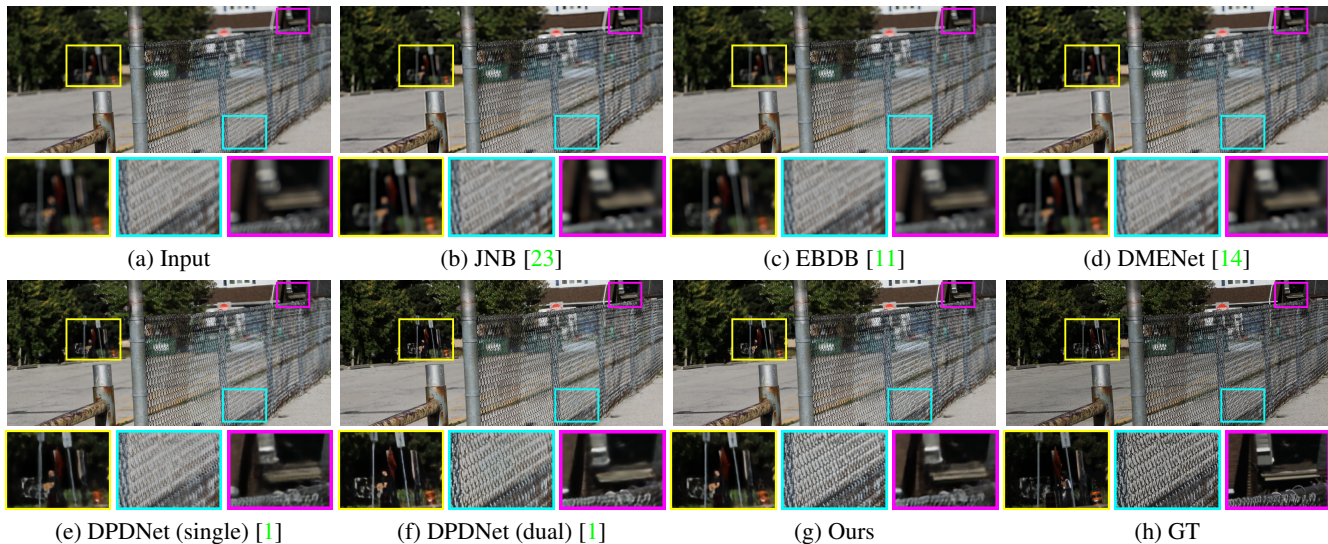 (a) Input
(b) JNB [23]
(c) EBDB [11]
(d) DMENet [14]
(e) DPDNet (single) [1]
(f) DPDNet (dual) [1]
(g) Ours
(h) GT